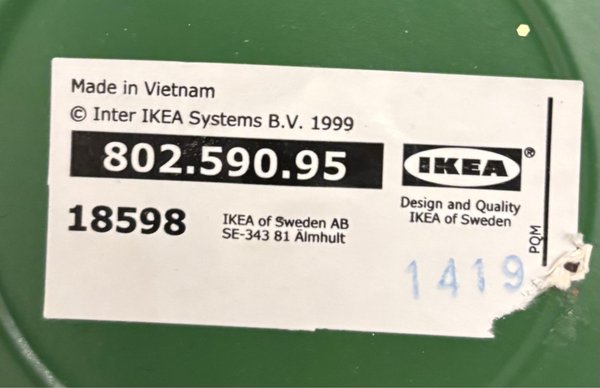 Made in Vietnam
© Inter IKEA Systems B.V. 1999
802.590.95
IKEA®
Design and Quality
IKEA of Sweden
18598
IKEA of Sweden AB
SE-343 81 Älmhult
PQM
1419